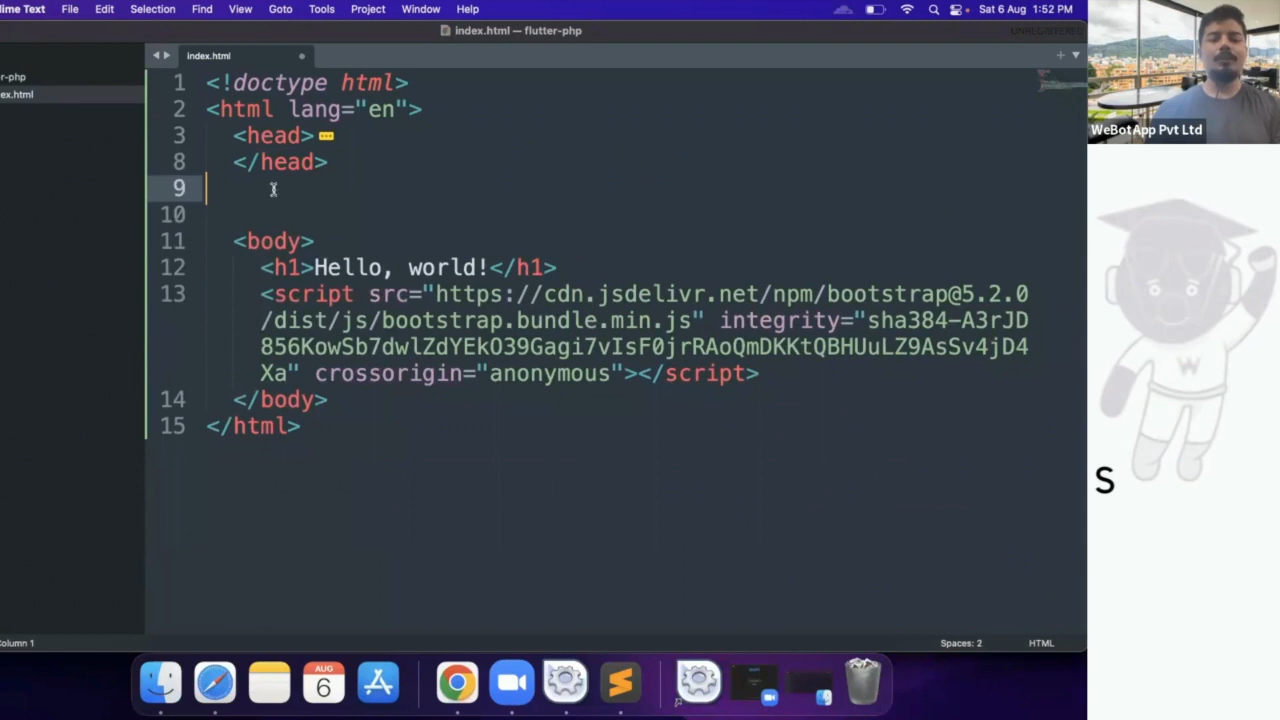 lime Text File Edit Selection Find View Goto Tools Project Window Help Sat 6 Aug 1:52 PM
index.html — flutter-php UNREGISTERED
r-php
ex.html
index.html
1 <!doctype html>
2 <html lang="en">
3 <head>
8 </head>
9
10
11 <body>
12 <h1>Hello, world!</h1>
13 <script src="https://cdn.jsdelivr.net/npm/bootstrap@5.2.0
/dist/js/bootstrap.bundle.min.js" integrity="sha384-A3rJD
856KowSb7dwlZdYEkO39Gagi7vIsF0jrRAoQmDKKtQBHUuLZ9AsSv4jD4
Xa" crossorigin="anonymous"></script>
14 </body>
15 </html>
Column 1 Spaces: 2 HTML
AUG
6
WeBotApp Pvt Ltd
W
S